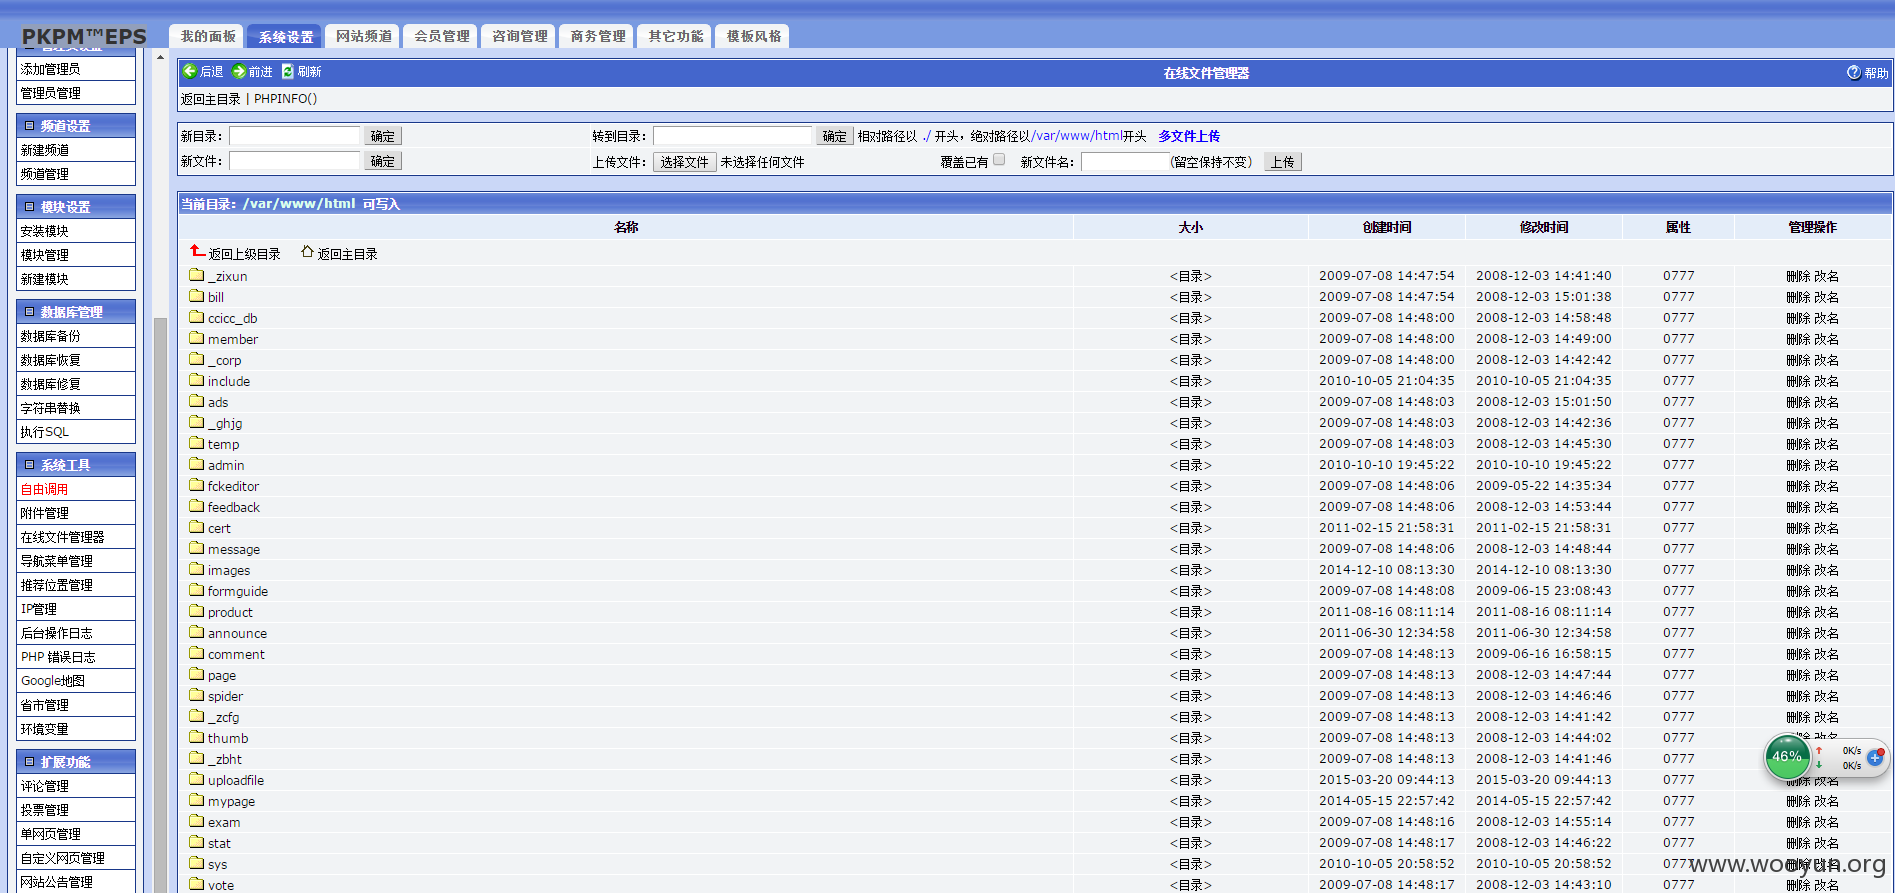 PKPM™EPS
我的面板 系统设置 网站频道 会员管理 咨询管理 商务管理 其它功能 模板风格
添加管理员
管理员管理
频道设置
新建频道
频道管理
模块设置
安装模块
模块管理
新建模块
数据库管理
数据库备份
数据库恢复
数据库修复
字符串替换
执行SQL
系统工具
自由调用
附件管理
在线文件管理器
导航菜单管理
推荐位置管理
IP管理
后台操作日志
PHP 错误日志
Google地图
省市管理
环境变量
扩展功能
评论管理
投票管理
单网页管理
自定义网页管理
网站公告管理
后退 前进 刷新 在线文件管理器 帮助
返回主目录 | PHPINFO()
新目录： 确定 转到目录： 确定 相对路径以 ./ 开头，绝对路径以/var/www/html开头 多文件上传
新文件： 确定 上传文件： 选择文件 未选择任何文件 覆盖已有 新文件名： (留空保持不变) 上传
当前目录：/var/www/html 可写入
名称 大小 创建时间 修改时间 属性 管理操作
返回上级目录 返回主目录
_zixun <目录> 2009-07-08 14:47:54 2008-12-03 14:41:40 0777 删除 改名
bill <目录> 2009-07-08 14:47:54 2008-12-03 15:01:38 0777 删除 改名
ccicc_db <目录> 2009-07-08 14:48:00 2008-12-03 14:58:48 0777 删除 改名
member <目录> 2009-07-08 14:48:00 2008-12-03 14:49:00 0777 删除 改名
_corp <目录> 2009-07-08 14:48:00 2008-12-03 14:42:42 0777 删除 改名
include <目录> 2010-10-05 21:04:35 2010-10-05 21:04:35 0777 删除 改名
ads <目录> 2009-07-08 14:48:03 2008-12-03 15:01:50 0777 删除 改名
_ghjg <目录> 2009-07-08 14:48:03 2008-12-03 14:42:36 0777 删除 改名
temp <目录> 2009-07-08 14:48:03 2008-12-03 14:45:30 0777 删除 改名
admin <目录> 2010-10-10 19:45:22 2010-10-10 19:45:22 0777 删除 改名
fckeditor <目录> 2009-07-08 14:48:06 2009-05-22 14:35:34 0777 删除 改名
feedback <目录> 2009-07-08 14:48:06 2008-12-03 14:53:44 0777 删除 改名
cert <目录> 2011-02-15 21:58:31 2011-02-15 21:58:31 0777 删除 改名
message <目录> 2009-07-08 14:48:06 2008-12-03 14:48:44 0777 删除 改名
images <目录> 2014-12-10 08:13:30 2014-12-10 08:13:30 0777 删除 改名
formguide <目录> 2009-07-08 14:48:08 2009-06-15 23:08:43 0777 删除 改名
product <目录> 2011-08-16 08:11:14 2011-08-16 08:11:14 0777 删除 改名
announce <目录> 2011-06-30 12:34:58 2011-06-30 12:34:58 0777 删除 改名
comment <目录> 2009-07-08 14:48:13 2009-06-16 16:58:15 0777 删除 改名
page <目录> 2009-07-08 14:48:13 2008-12-03 14:47:44 0777 删除 改名
spider <目录> 2009-07-08 14:48:13 2008-12-03 14:46:46 0777 删除 改名
_zcfg <目录> 2009-07-08 14:48:13 2008-12-03 14:41:42 0777 删除 改名
thumb <目录> 2009-07-08 14:48:13 2008-12-03 14:44:02 0777
_zbht <目录> 2009-07-08 14:48:13 2008-12-03 14:41:46 0777
46% 0K/s
0K/s
uploadfile <目录> 2015-03-20 09:44:13 2015-03-20 09:44:13 0777 删除 改名
mypage <目录> 2014-05-15 22:57:42 2014-05-15 22:57:42 0777 删除 改名
exam <目录> 2009-07-08 14:48:16 2008-12-03 14:55:14 0777 删除 改名
stat <目录> 2009-07-08 14:48:17 2008-12-03 14:46:22 0777 删除 改名
sys <目录> 2010-10-05 20:58:52 2010-10-05 20:58:52 0777
www.wooyun.org
vote <目录> 2009-07-08 14:48:17 2008-12-03 14:43:10 0777 删除 改名